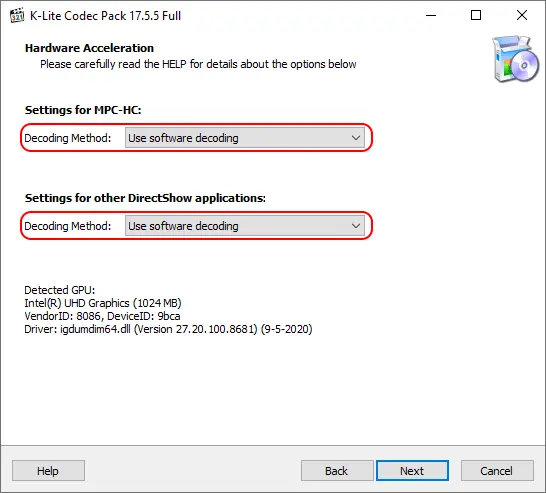 K-Lite Codec Pack 17.5.5 Full
Hardware Acceleration
Please carefully read the HELP for details about the options below
Settings for MPC-HC:
Decoding Method: Use software decoding
Settings for other DirectShow applications:
Decoding Method: Use software decoding
Detected GPU:
Intel(R) UHD Graphics (1024 MB)
VendorID: 8086, DeviceID: 9bca
Driver: igdumdim64.dll (Version 27.20.100.8681) (9-5-2020)
Help Back Next Cancel